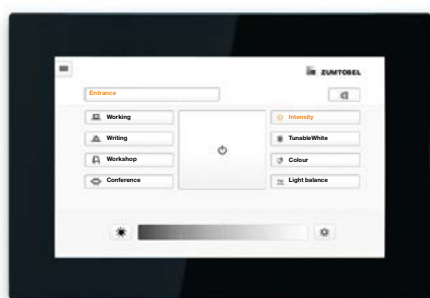 ZUMTOBEL
Entrance
Working
Intensity
Writing
TunableWhite
Workshop
Colour
Conference
Light balance